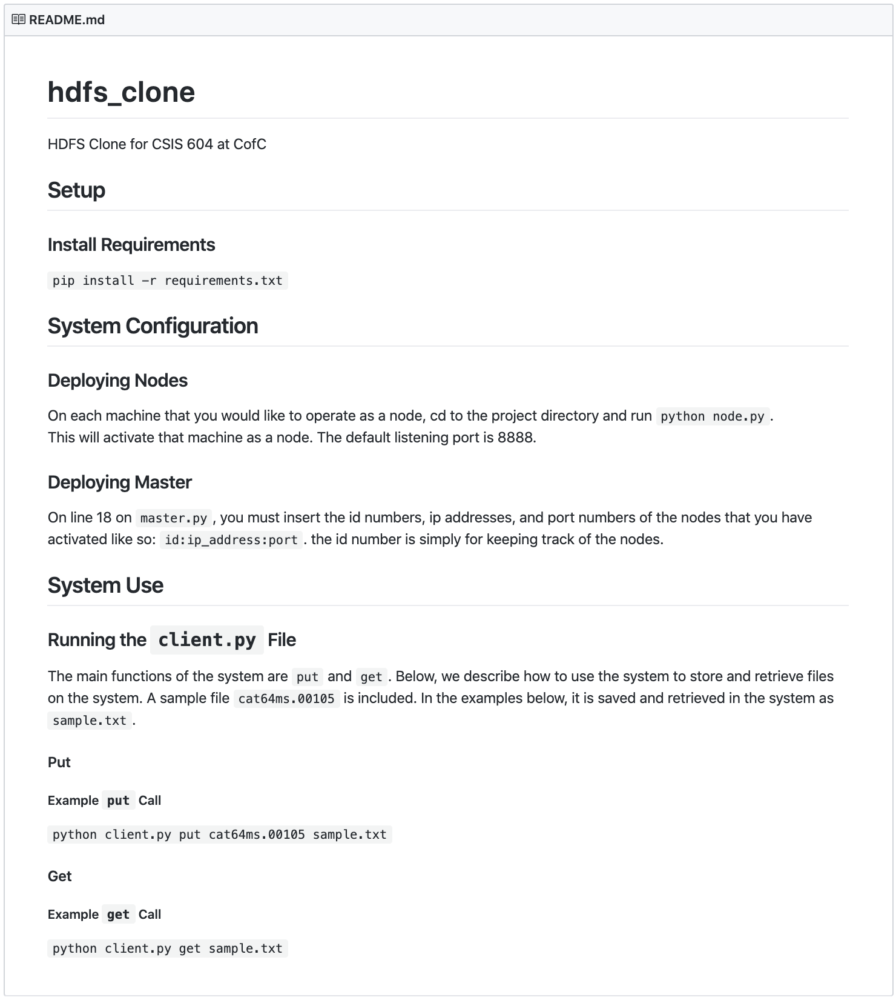 README.md
hdfs_clone
HDFS Clone for CSIS 604 at CofC
Setup
Install Requirements
pip install -r requirements.txt
System Configuration
Deploying Nodes
On each machine that you would like to operate as a node, cd to the project directory and run python node.py.
This will activate that machine as a node. The default listening port is 8888.
Deploying Master
On line 18 on master.py, you must insert the id numbers, ip addresses, and port numbers of the nodes that you have
activated like so: id:ip_address:port. the id number is simply for keeping track of the nodes.
System Use
Running the client.py File
The main functions of the system are put and get. Below, we describe how to use the system to store and retrieve files
on the system. A sample file cat64ms.00105 is included. In the examples below, it is saved and retrieved in the system as
sample.txt.
Put
Example put Call
python client.py put cat64ms.00105 sample.txt
Get
Example get Call
python client.py get sample.txt